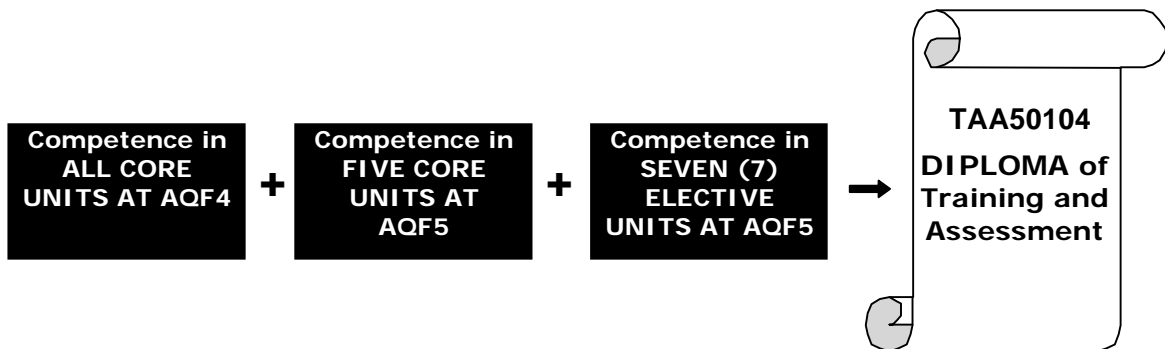 Competence in
ALL CORE
UNITS AT AQF4
+
Competence in
FIVE CORE
UNITS AT
AQF5
+
Competence in
SEVEN (7)
ELECTIVE
UNITS AT AQF5
TAA50104
DIPLOMA of
Training and
Assessment